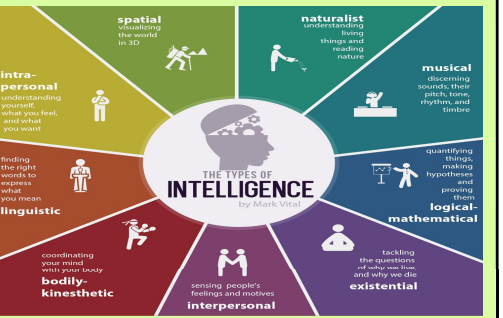 spatial
visualizing
the world
in 3D
naturalist
understanding
living
things and
reading
nature
musical
discerning
sounds, their
pitch, tone,
rhythm, and
timbre
quantifying
things,
making
hypotheses
and
proving
them
logical-
mathematical
tackling
the questions
of why we live,
and why we die
existential
sensing people's
feelings and motives
interpersonal
coordinating
your mind
with your body
bodily-
kinesthetic
finding
the right
words to
express
what
you mean
linguistic
intra-
personal
understanding
yourself,
what you feel,
and what
you want
THE TYPES OF
INTELLIGENCE
by Mark Vital